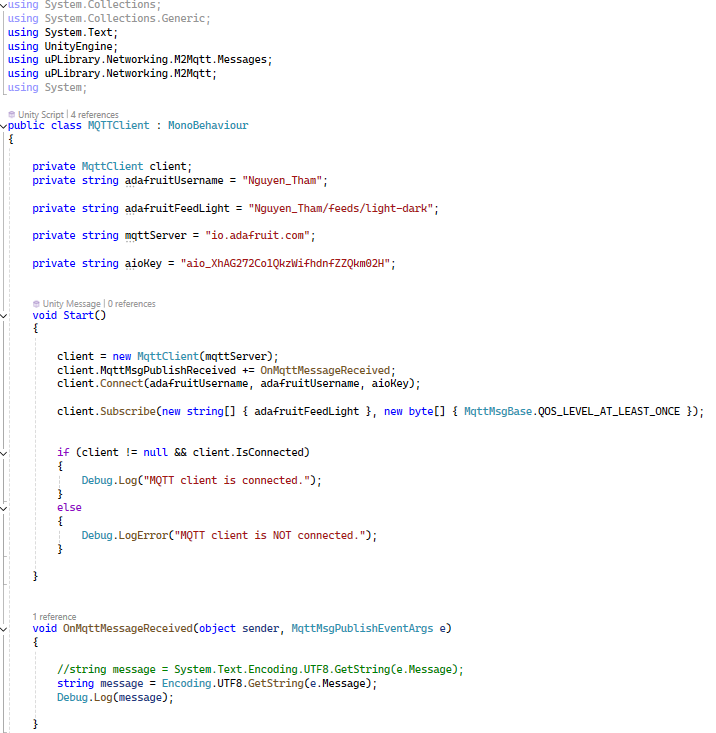 using System.Collections;
using System.Collections.Generic;
using System.Text;
using UnityEngine;
using uPLibrary.Networking.M2Mqtt.Messages;
using uPLibrary.Networking.M2Mqtt;
using System;
Unity Script | 4 references
public class MQTTClient : MonoBehaviour
{
private MqttClient client;
private string adafruitUsername = "Nguyen_Tham";
private string adafruitFeedLight = "Nguyen_Tham/feeds/light-dark";
private string mqttServer = "io.adafruit.com";
private string aioKey = "aio_XhAG272Co1QkzWifhdnfZZQkm02H";
Unity Message | 0 references
void Start()
{
client = new MqttClient(mqttServer);
client.MqttMsgPublishReceived += OnMqttMessageReceived;
client.Connect(adafruitUsername, adafruitUsername, aioKey);
client.Subscribe(new string[] { adafruitFeedLight }, new byte[] { MqttMsgBase.QOS_LEVEL_AT_LEAST_ONCE });
if (client != null && client.IsConnected)
{
Debug.Log("MQTT client is connected.");
}
else
{
Debug.LogError("MQTT client is NOT connected.");
}
}
1 reference
void OnMqttMessageReceived(object sender, MqttMsgPublishEventArgs e)
{
//string message = System.Text.Encoding.UTF8.GetString(e.Message);
string message = Encoding.UTF8.GetString(e.Message);
Debug.Log(message);
}